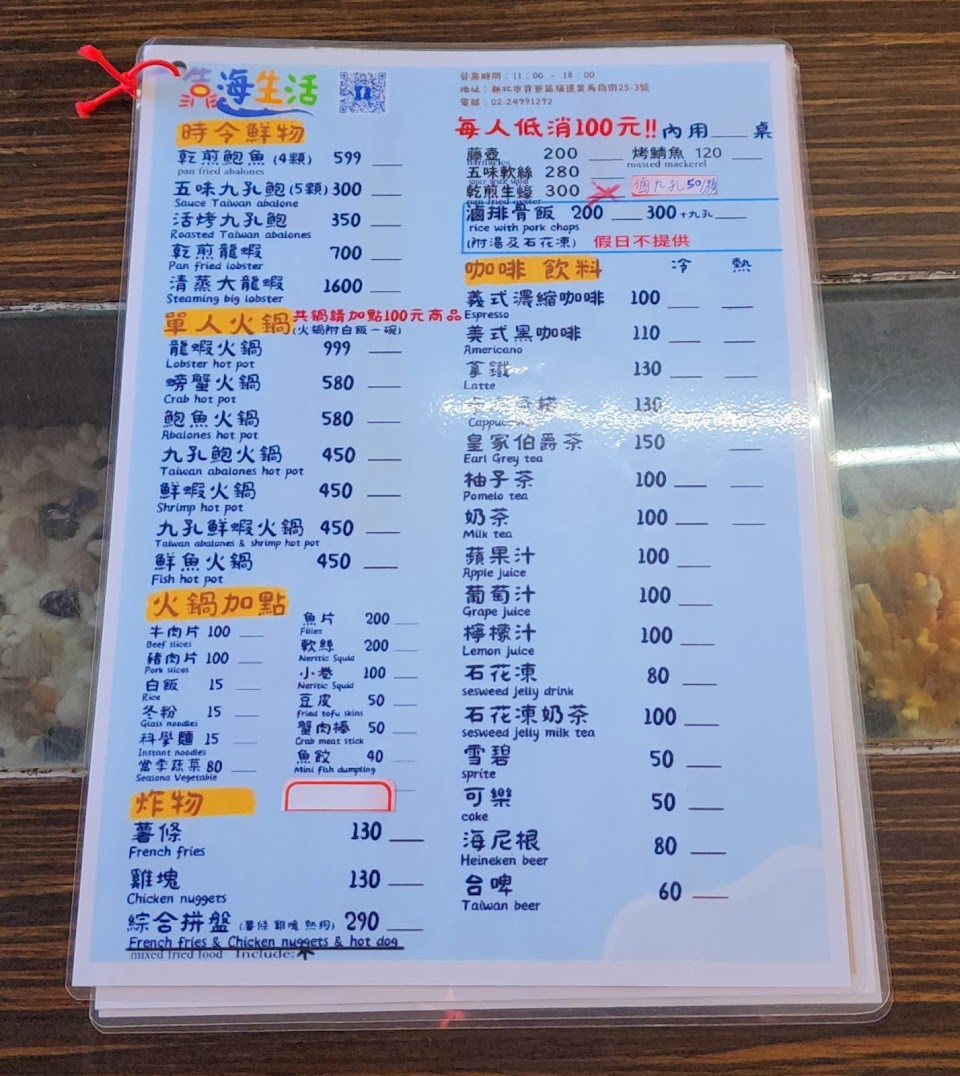 浩海生活
時令鮮物
乾煎鮑魚 (4顆) 599
pan fried abalones
五味九孔鮑 (5顆) 300
Sauce Taiwan abalone
活烤九孔鮑 350
Roasted Taiwan abalones
乾煎龍蝦 700
Pan fried lobster
清蒸大龍蝦 1600
Steaming big lobster
單人火鍋 共鍋請加點100元商品
(火鍋附白飯一碗)
龍蝦火鍋 999
Lobster hot pot
螃蟹火鍋 580
Crab hot pot
鮑魚火鍋 580
Abalones hot pot
九孔鮑火鍋 450
Taiwan abalones hot pot
鮮蝦火鍋 450
Shrimp hot pot
九孔鮮蝦火鍋 450
Taiwan abalones & shrimp hot pot
鮮魚火鍋 450
Fish hot pot
火鍋加點
牛肉片 100
Beef slices
豬肉片 100
Pork slices
白飯 15
Rice
冬粉 15
Glass noodles
科學麵 15
Instant noodles
當季蔬菜 80
Seasona Vegetable
魚片 200
Fillet
軟絲 200
Neritic Squid
小卷 100
Neritic Squid
豆皮 50
Fried tofu skins
蟹肉棒 50
Crab meat stick
魚餃 40
Mini fish dumpling
炸物
薯條 130
French fries
雞塊 130
Chicken nuggets
綜合拼盤 (薯條 雞塊 熱狗) 290
French fries & Chicken nuggets & hot dog
mixed fried food Include:
營業時間：11：00 ~ 18：00
地址：新北市貢寮區福連里馬崗街25-3號
電話：02-24991292
每人低消100元!! 內用 桌
藤壺 200
barnacles
五味軟絲 280
乾煎生蠔 300
pan fried oyster
烤鯖魚 120
roasted mackerel
滷九孔 50/顆
滷排骨飯 200 300 +九孔
rice with pork chops
(附湯及石花凍) 假日不提供
咖啡 飲料 冷 熱
義式濃縮咖啡 100
Espresso
美式黑咖啡 110
Americano
拿鐵 130
Latte
130
皇家伯爵茶 150
Earl Grey tea
柚子茶 100
Pomelo tea
奶茶 100
Milk tea
蘋果汁 100
Apple juice
葡萄汁 100
Grape juice
檸檬汁 100
Lemon juice
石花凍 80
sesweed jelly drink
石花凍奶茶 100
sesweed jelly milk tea
雪碧 50
sprite
可樂 50
coke
海尼根 80
Heineken beer
台啤 60
Taiwan beer